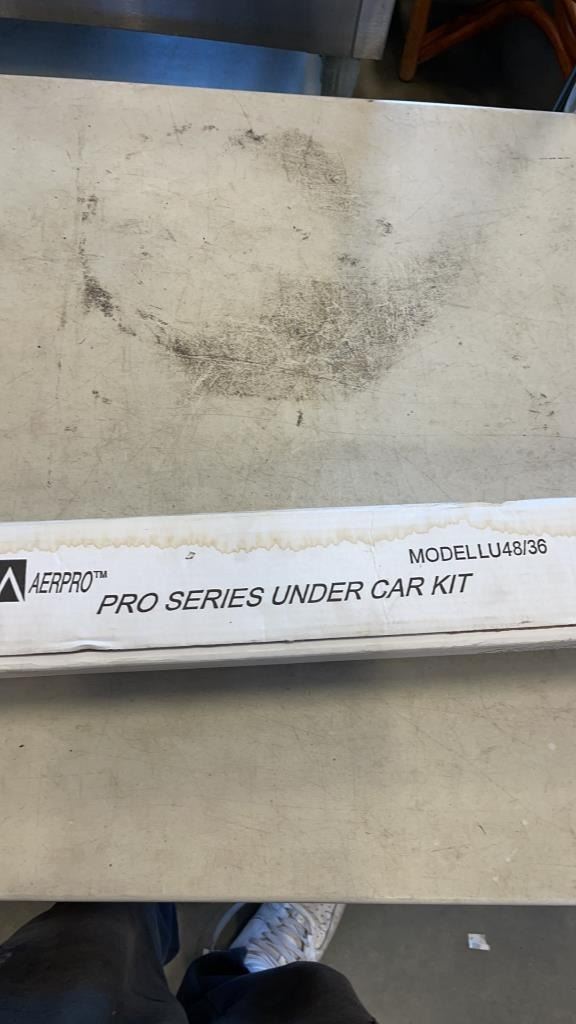 AERPRO™
MODELLU48/36
PRO SERIES UNDER CAR KIT